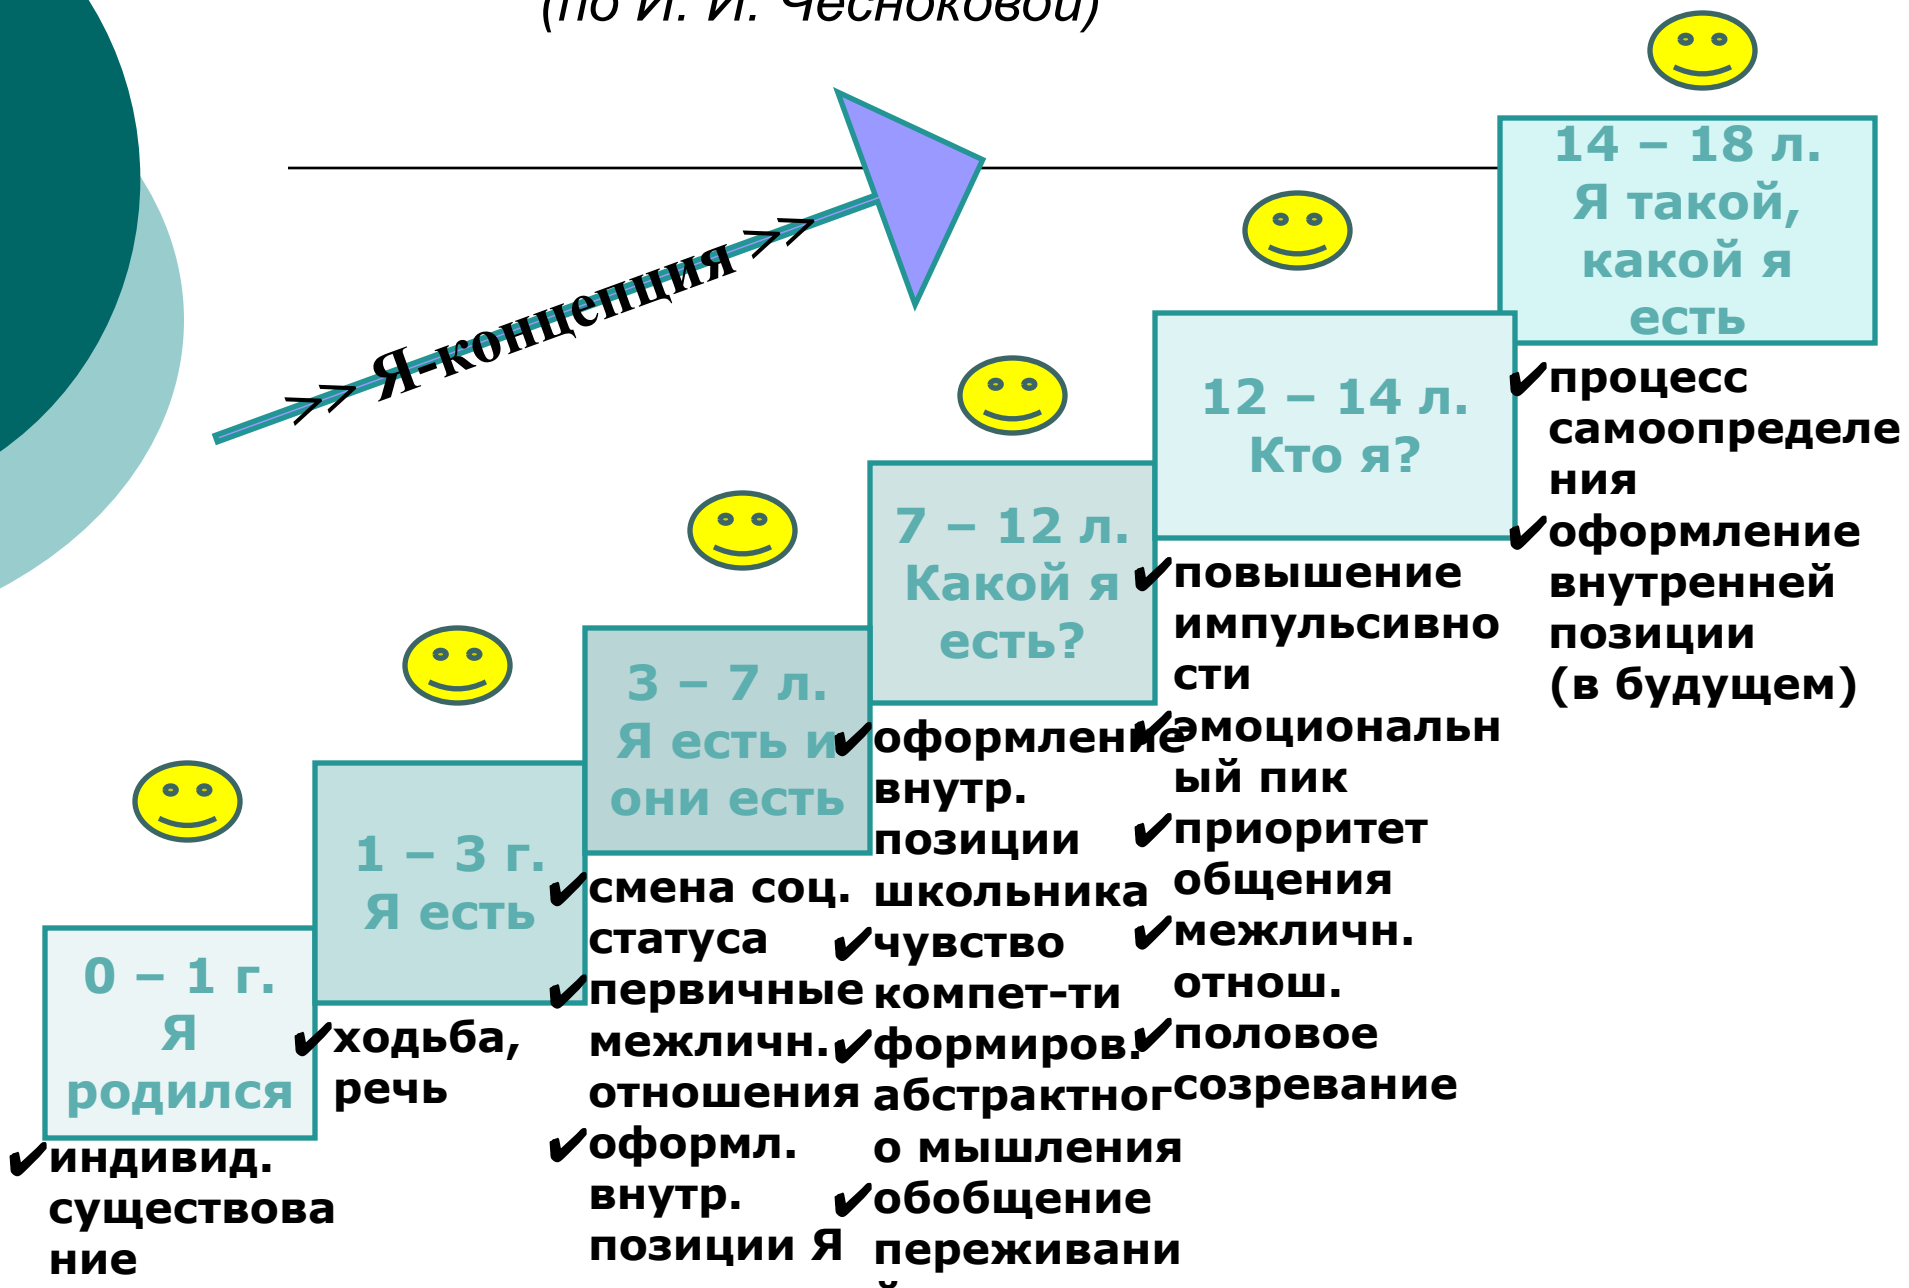 (по И. И. Чесноковой)
Я-концепция
14 – 18 л.
Я такой,
какой я
есть
✔процесс
самоопределе
ния
✔оформление
внутренней
позиции
(в будущем)
12 – 14 л.
Кто я?
✔повышение
импульсивно
сти
✔эмоциональн
ый пик
✔приоритет
общения
✔межличн.
отнош.
✔половое
созревание
7 – 12 л.
Какой я
есть?
✔оформление
внутр.
позиции
школьника
✔чувство
компет-ти
✔формиров.
абстрактног
о мышления
✔обобщение
переживани
й
3 – 7 л.
Я есть и
они есть
✔смена соц.
статуса
✔первичные
межличн.
отношения
✔оформл.
внутр.
позиции Я
1 – 3 г.
Я есть
✔ходьба,
речь
0 – 1 г.
Я
родился
✔индивид.
существова
ние